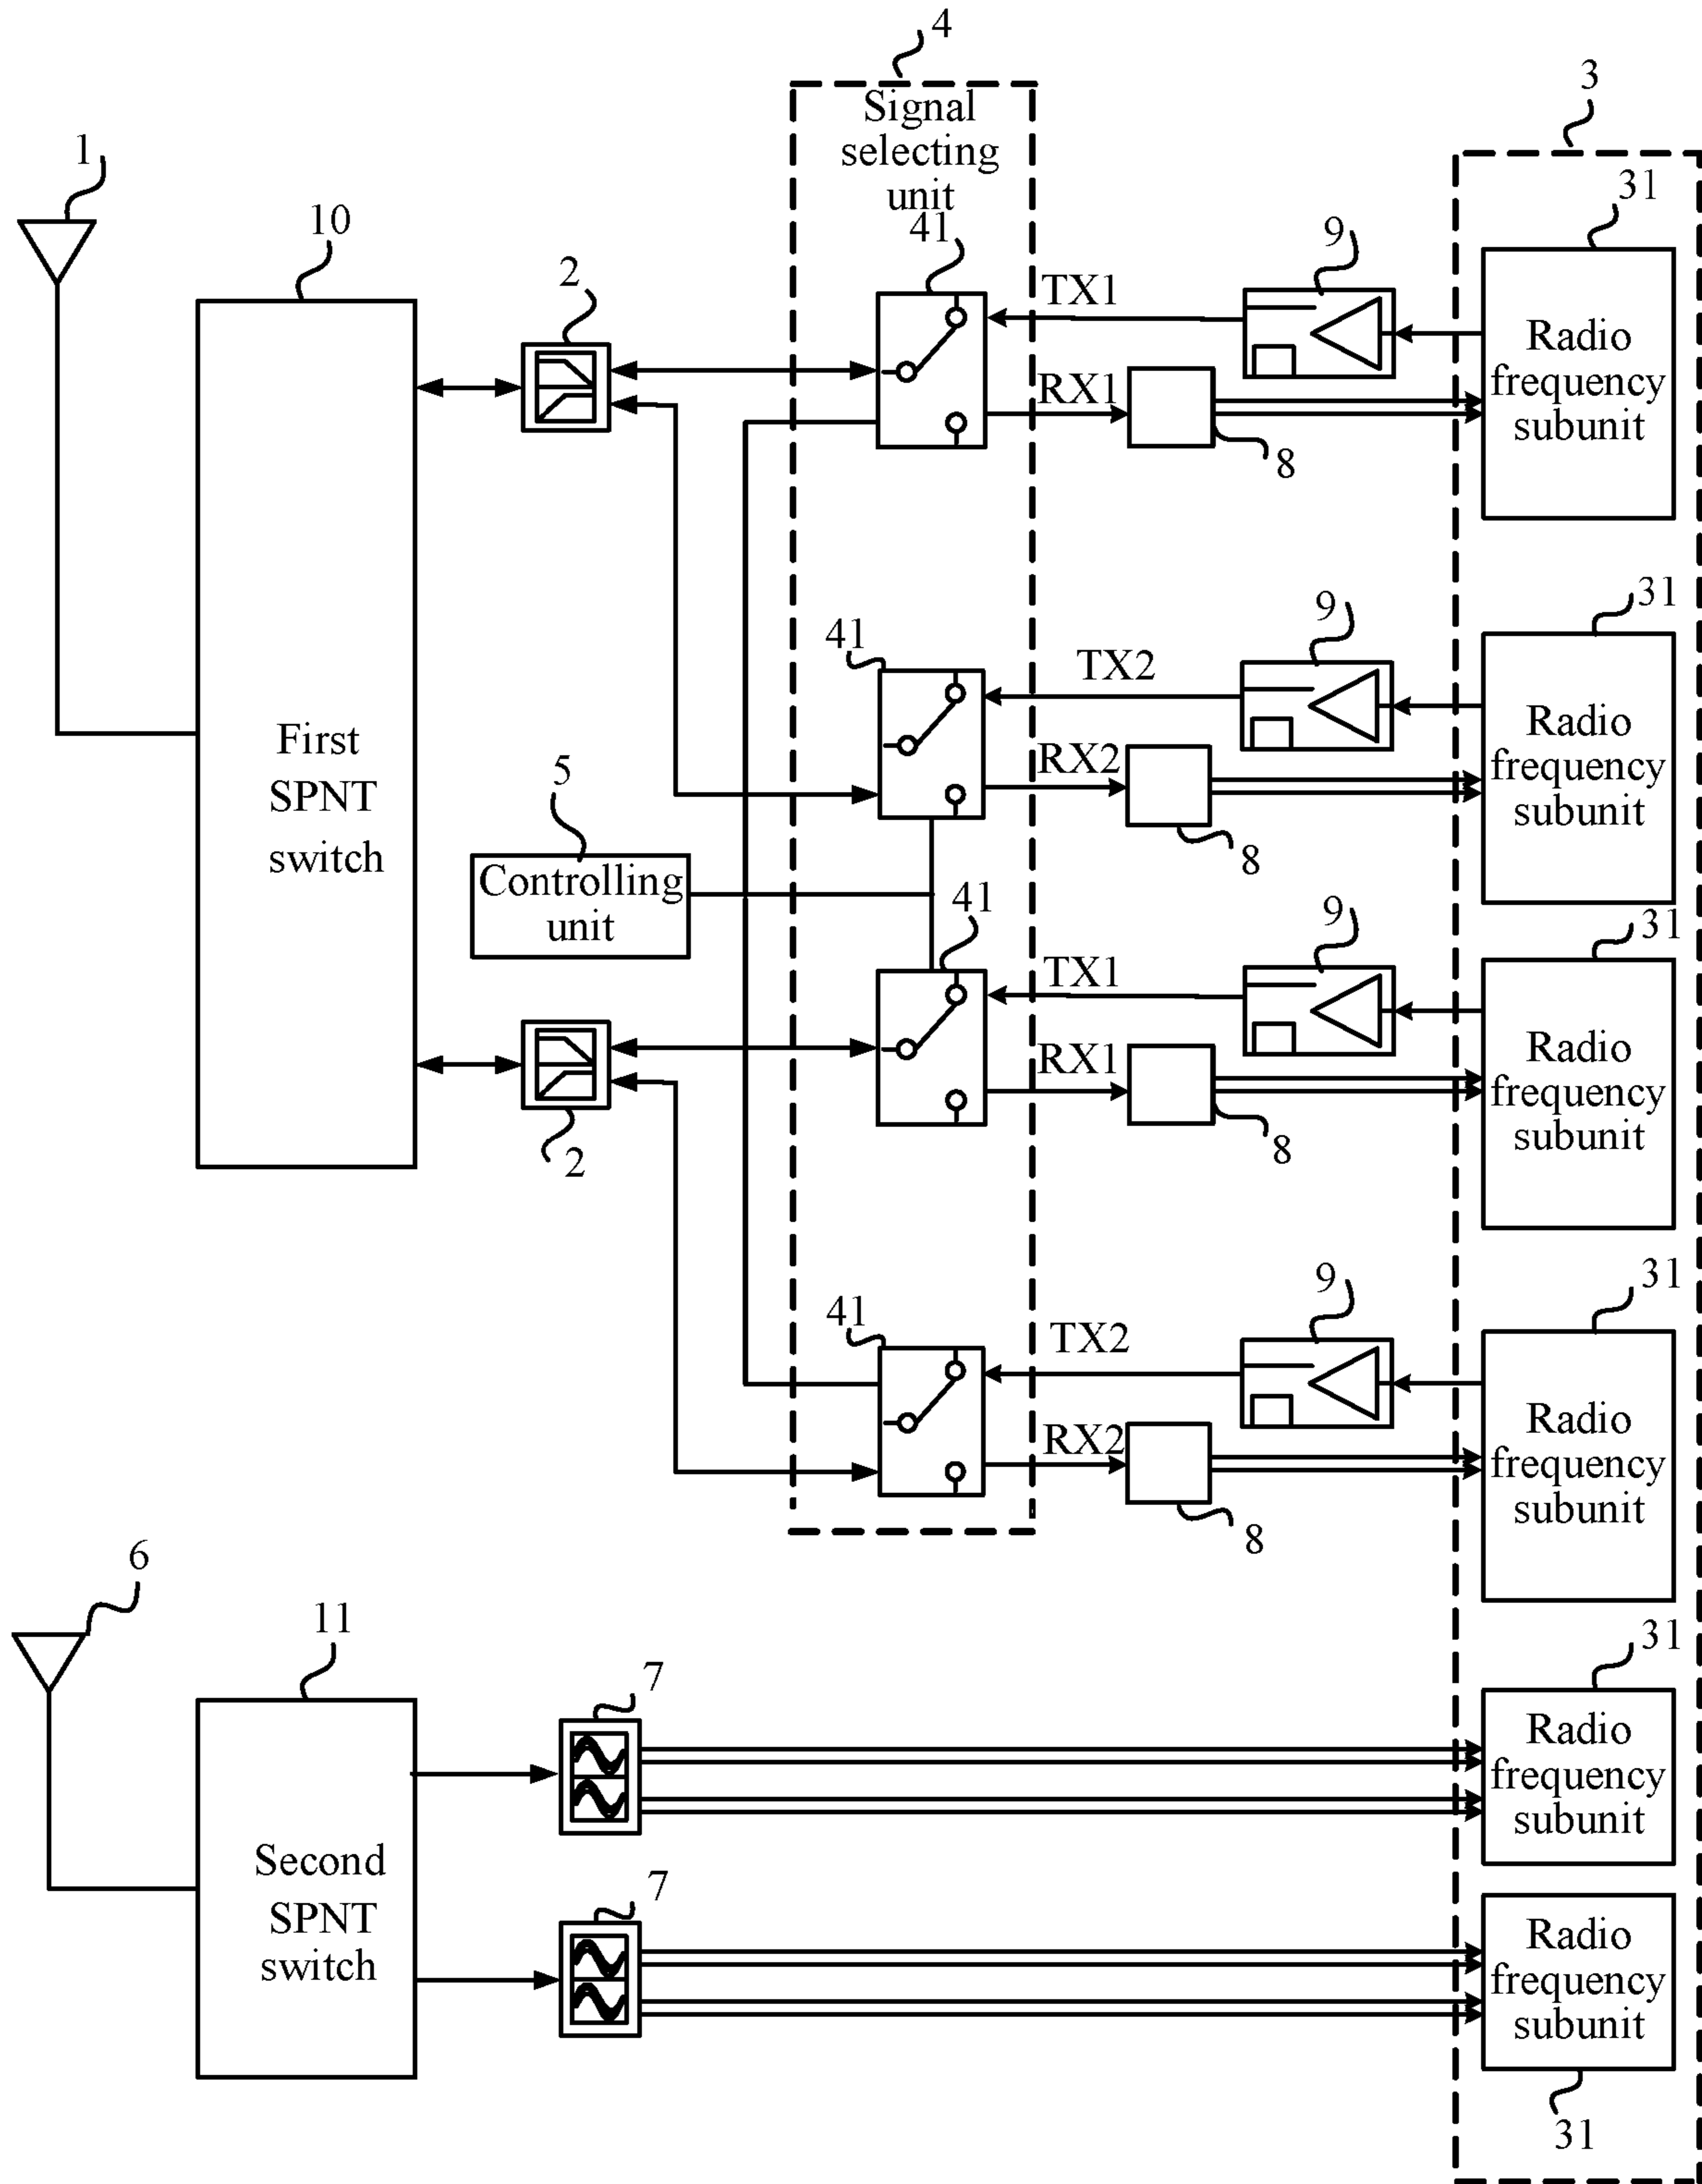 4
Signal
selecting
unit
3
1
10
2
41
TX1
9
31
Radio
frequency
subunit
RX1
8
41
TX2
9
31
Radio
frequency
subunit
RX2
8
First
SPNT
switch
5
Controlling
unit
41
TX1
9
31
Radio
frequency
subunit
RX1
8
2
41
TX2
9
31
Radio
frequency
subunit
RX2
8
6
11
Second
SPNT
switch
7
31
Radio
frequency
subunit
7
Radio
frequency
subunit
31